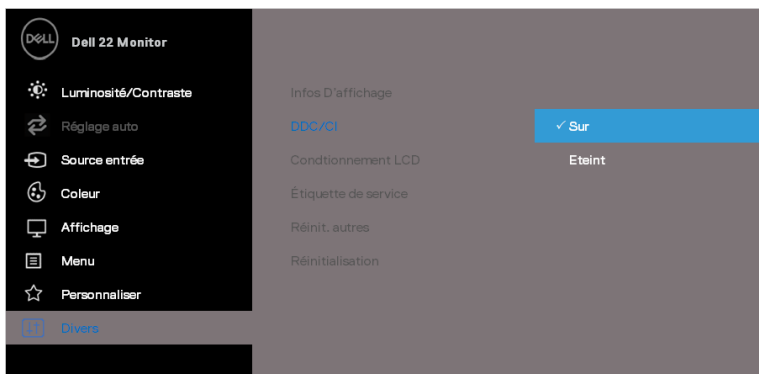 DELL
Dell 22 Monitor
Luminosité/Contraste
Réglage auto
Source entrée
Coleur
Affichage
Menu
Personnaliser
Divers
Infos D'affichage
DDC/CI
Condtionnement LCD
Étiquette de service
Réinit. autres
Réinitialisation
✓ Sur
Eteint